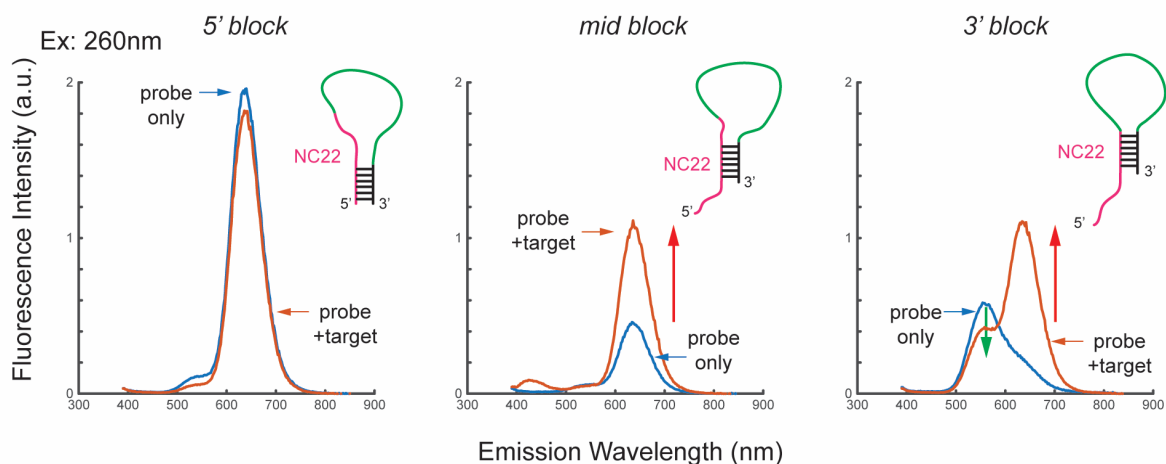 5’ block
mid block
3’ block
Ex: 260nm
Fluorescence Intensity (a.u.)
2
1
0
300 400 500 600 700 800 900
probe
only
probe
+target
NC22
5’ 3’
2
1
0
300 400 500 600 700 800 900
probe
+target
probe
only
NC22
3’
5’
2
1
0
300 400 500 600 700 800 900
probe
only
probe
+target
NC22
3’
5’
Emission Wavelength (nm)